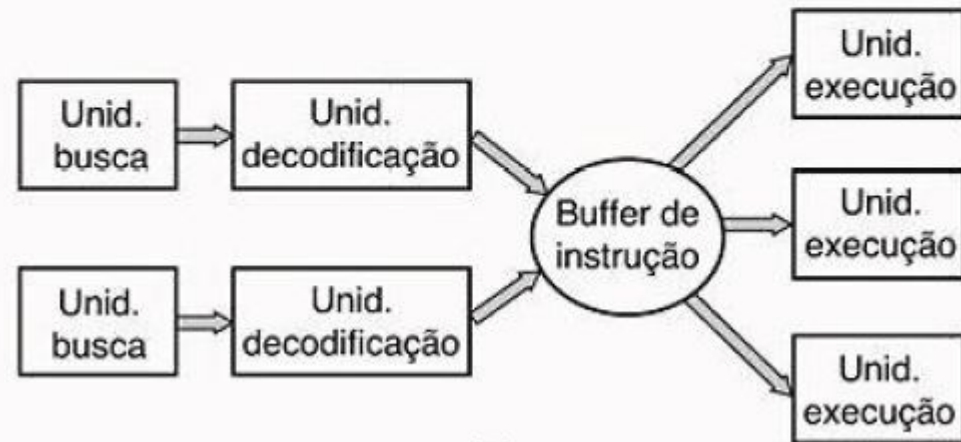 Unid.
busca
Unid.
decodificação
Unid.
busca
Unid.
decodificação
Buffer de
instrução
Unid.
execução
Unid.
execução
Unid.
execução